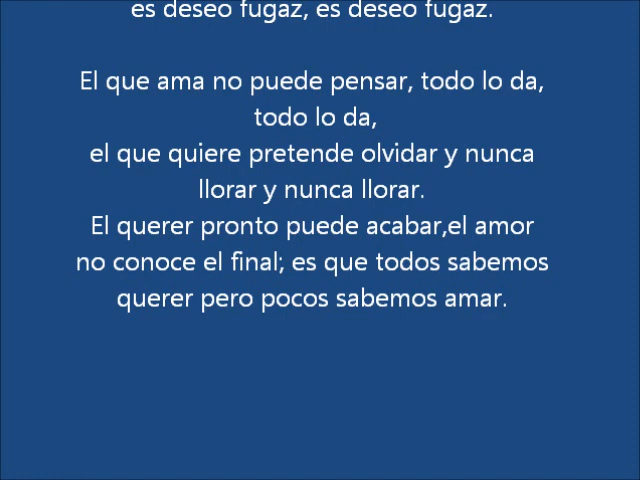 es deseo fugaz, es deseo fugaz.
El que ama no puede pensar, todo lo da,
todo lo da,
el que quiere pretende olvidar y nunca
llorar y nunca llorar.
El querer pronto puede acabar,el amor
no conoce el final; es que todos sabemos
querer pero pocos sabemos amar.